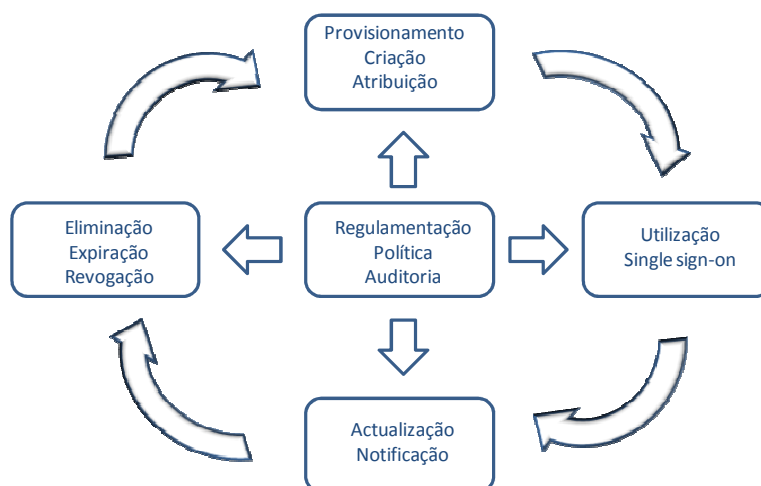 Provisionamento
Criação
Atribuição
Eliminação
Expiração
Revogação
Regulamentação
Política
Auditoria
Utilização
Single sign-on
Actualização
Notificação